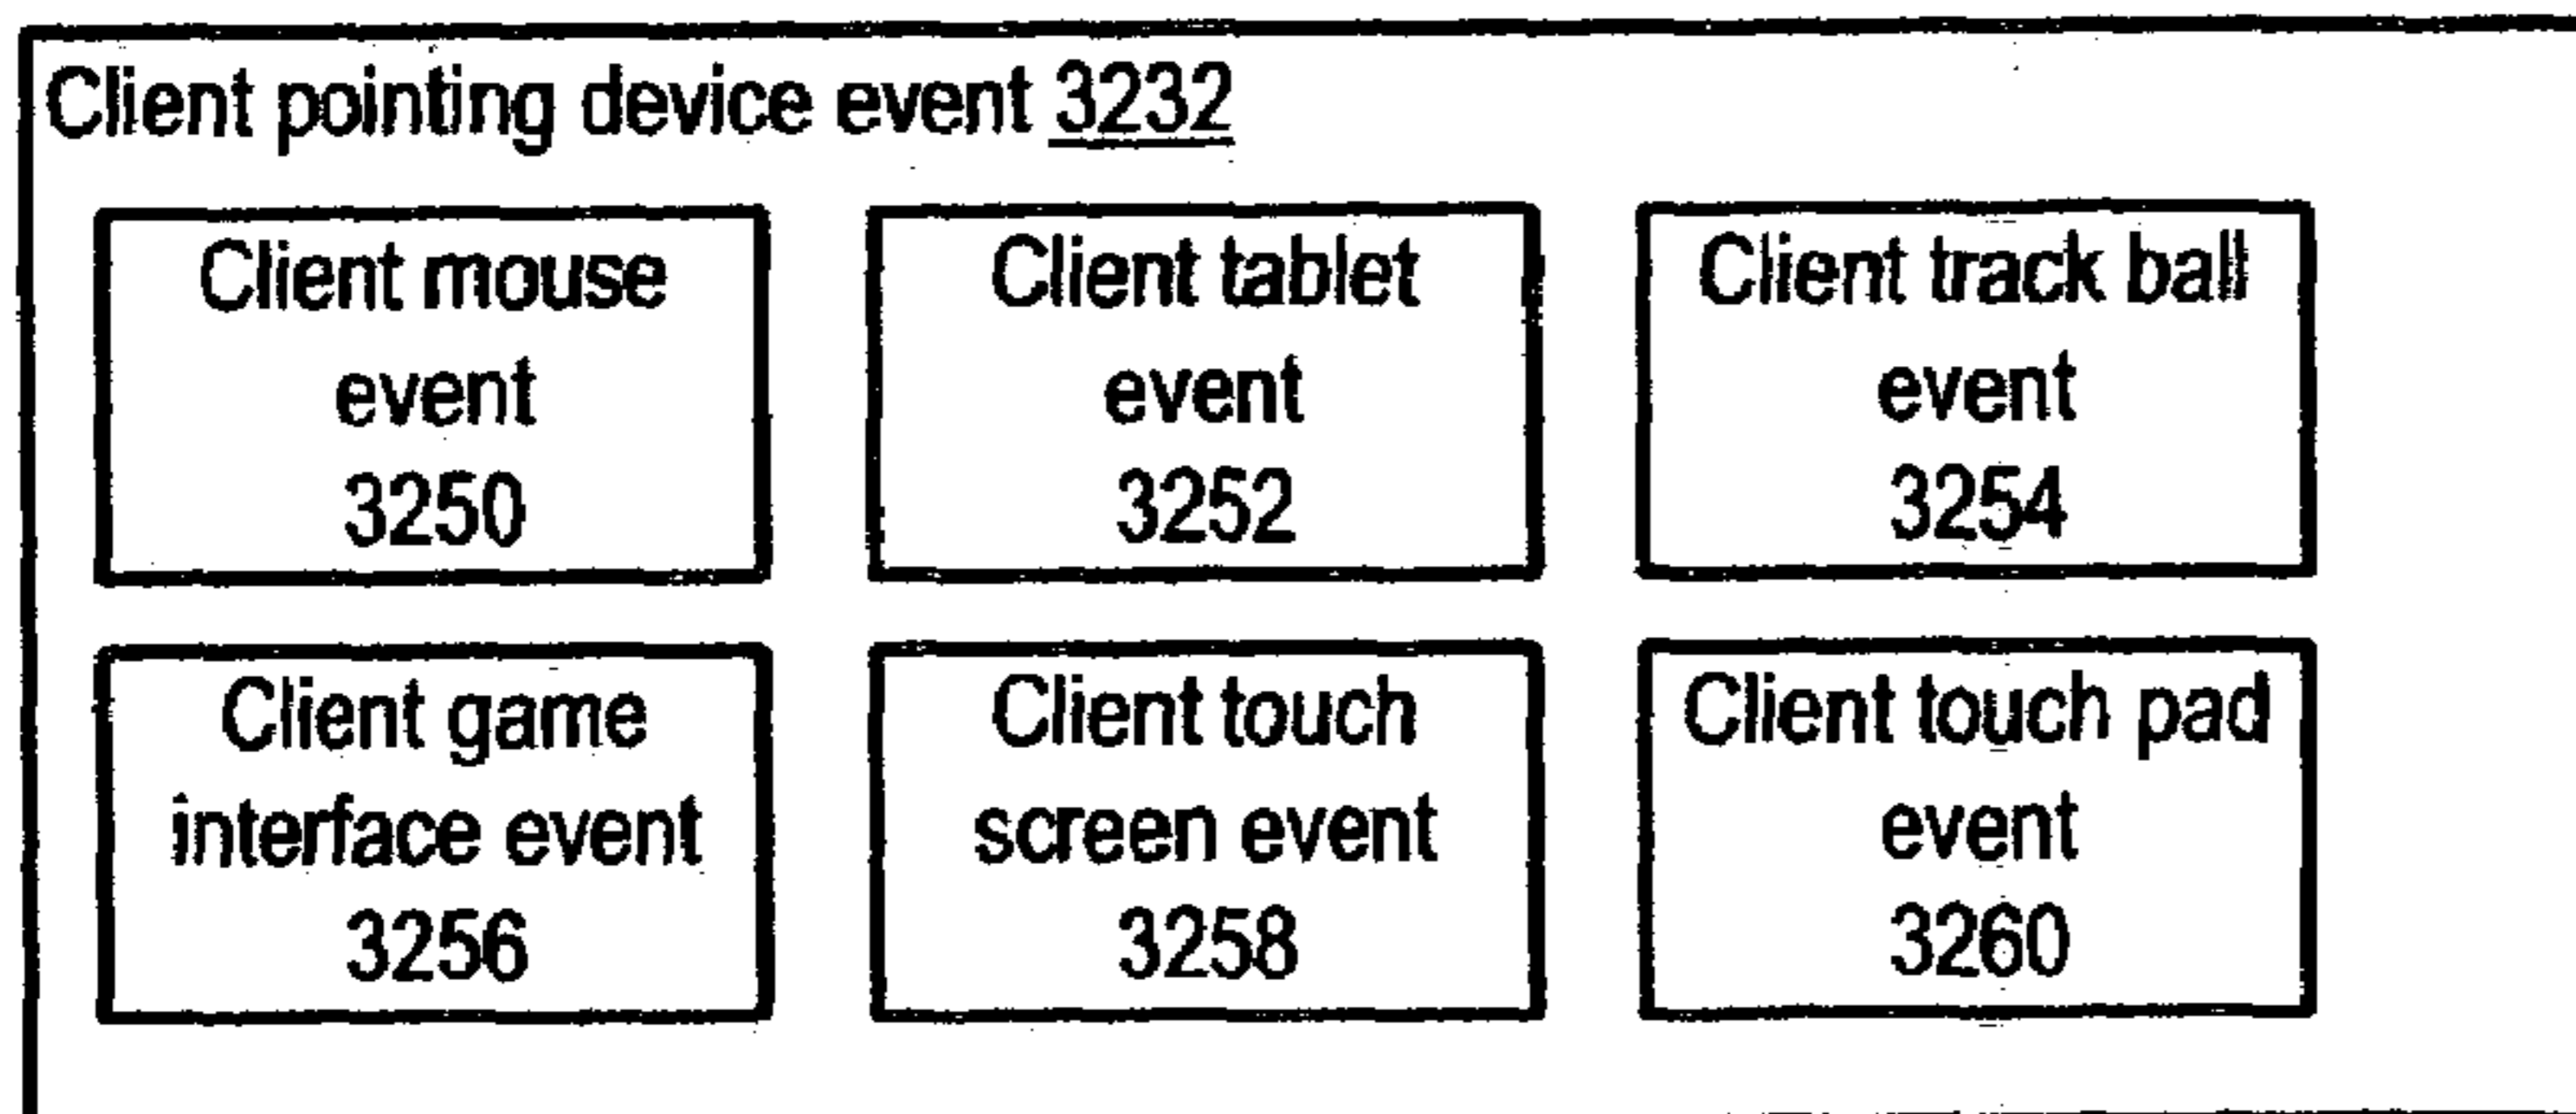 Client pointing device event 3232
Client mouse
event
3250
Client tablet
event
3252
Client track ball
event
3254
Client game
interface event
3256
Client touch
screen event
3258
Client touch pad
event
3260